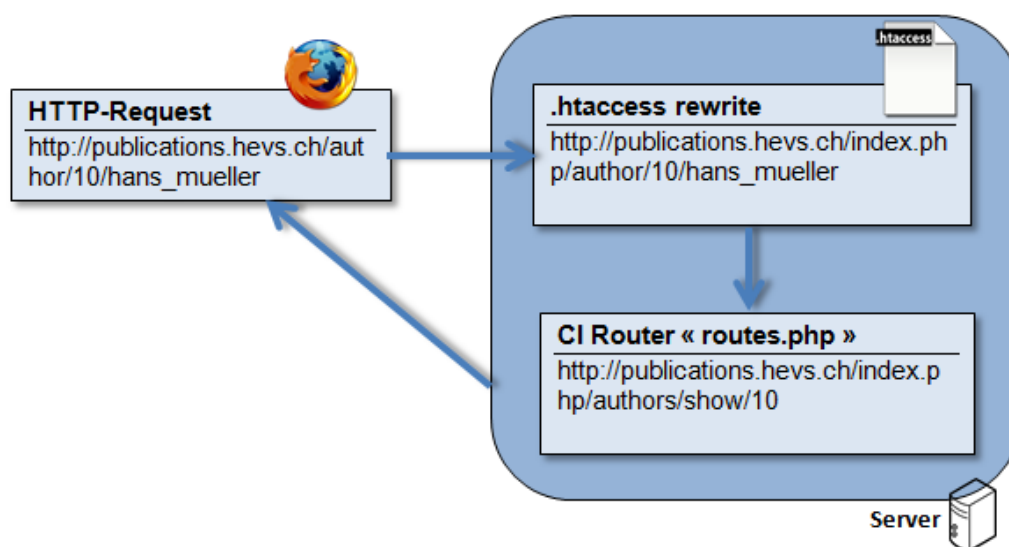 .htaccess
HTTP-Request
http://publications.hevs.ch/aut
hor/10/hans_mueller
.htaccess rewrite
http://publications.hevs.ch/index.ph
p/author/10/hans_mueller
CI Router « routes.php »
http://publications.hevs.ch/index.p
hp/authors/show/10
Server